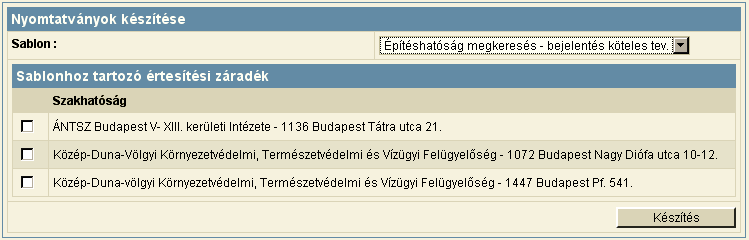 Nyomtatványok készítése
Sablon : Építéshatóság megkeresés - bejelentés köteles tev.
Sablonhoz tartozó értesítési záradék
Szakhatóság
ÁNTSZ Budapest V- XIII. kerületi Intézete - 1136 Budapest Tátra utca 21.
Közép-Duna-Völgyi Környezetvédelmi, Természetvédelmi és Vízügyi Felügyelőség - 1072 Budapest Nagy Diófa utca 10-12.
Közép-Duna-völgyi Környezetvédelmi, Természetvédelmi és Vízügyi Felügyelőség - 1447 Budapest Pf. 541.
Készítés